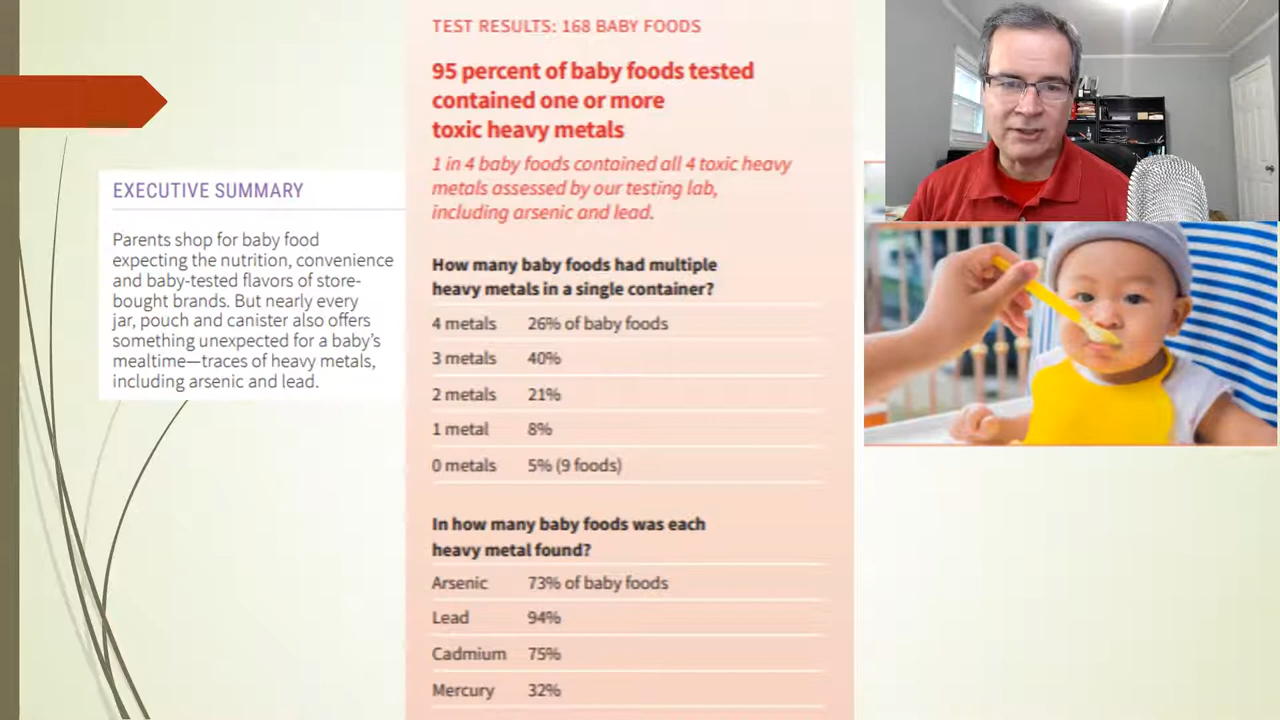 EXECUTIVE SUMMARY
Parents shop for baby food
expecting the nutrition, convenience
and baby-tested flavors of store-
bought brands. But nearly every
jar, pouch and canister also offers
something unexpected for a baby's
mealtime—traces of heavy metals,
including arsenic and lead.
TEST RESULTS: 168 BABY FOODS
95 percent of baby foods tested
contained one or more
toxic heavy metals
1 in 4 baby foods contained all 4 toxic heavy
metals assessed by our testing lab,
including arsenic and lead.
How many baby foods had multiple
heavy metals in a single container?
4 metals 26% of baby foods
3 metals 40%
2 metals 21%
1 metal 8%
0 metals 5% (9 foods)
In how many baby foods was each
heavy metal found?
Arsenic 73% of baby foods
Lead 94%
Cadmium 75%
Mercury 32%